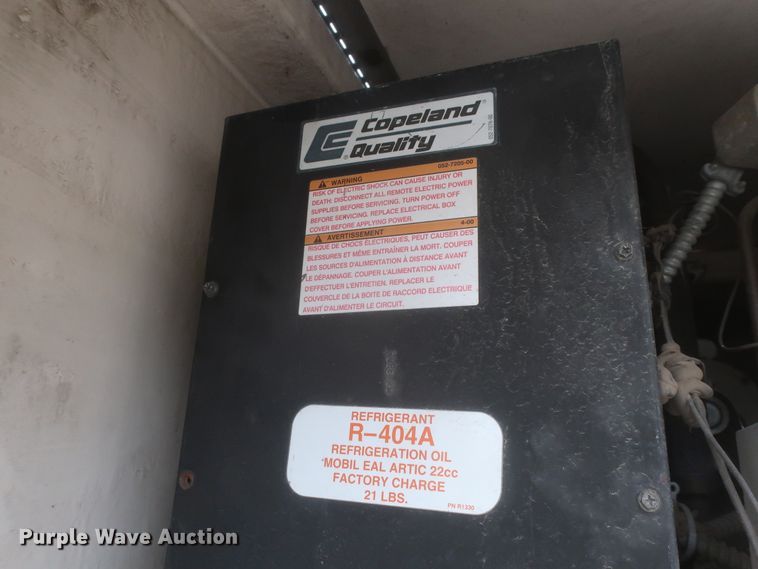 Copeland
Quality
®
052-7205-00
WARNING
RISK OF ELECTRIC SHOCK CAN CAUSE INJURY OR
DEATH: DISCONNECT ALL REMOTE ELECTRIC POWER
SUPPLIES BEFORE SERVICING. TURN POWER OFF
BEFORE SERVICING. REPLACE ELECTRICAL BOX
COVER BEFORE APPLYING POWER.
4-00
AVERTISSEMENT
RISQUE DE CHOCS ÉLECTRIQUES, PEUT CAUSER DES
BLESSURES ET MÊME ENTRAÎNER LA MORT. COUPER
LES SOURCES D'ALIMENTATION À DISTANCE AVANT
LE DÉPANNAGE. COUPER L'ALIMENTATION AVANT
D'EFFECTUER L'ENTRETIEN. REPLACER LE
COUVERCLE DE LA BOITE DE RACCORD ELECTRIQUE
AVANT D'ALIMENTER LE CIRCUIT.
REFRIGERANT
R-404A
REFRIGERATION OIL
MOBIL EAL ARTIC 22cc
FACTORY CHARGE
21 LBS.
PN R1330
Purple Wave Auction